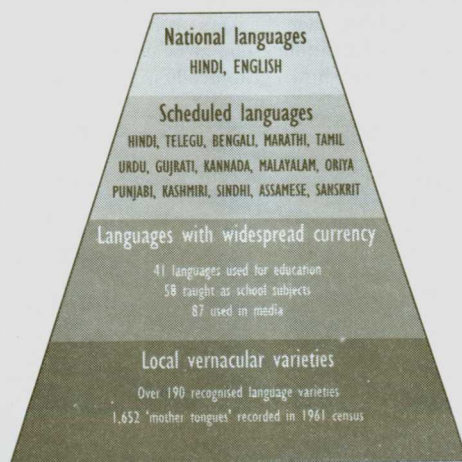 National languages
HINDI, ENGLISH
Scheduled languages
HINDI, TELEGU, BENGALI, MARATHI, TAMIL
URDU, GUJRATI, KANNADA, MALAYALAM, ORIYA
PUNJABI, KASHMIRI, SINDHI, ASSAMESE, SANSKRIT
Languages with widespread currency
41 languages used for education
58 taught as school subjects
87 used in media
Local vernacular varieties
Over 190 recognised language varieties
1,652 'mother tongues' recorded in 1961 census